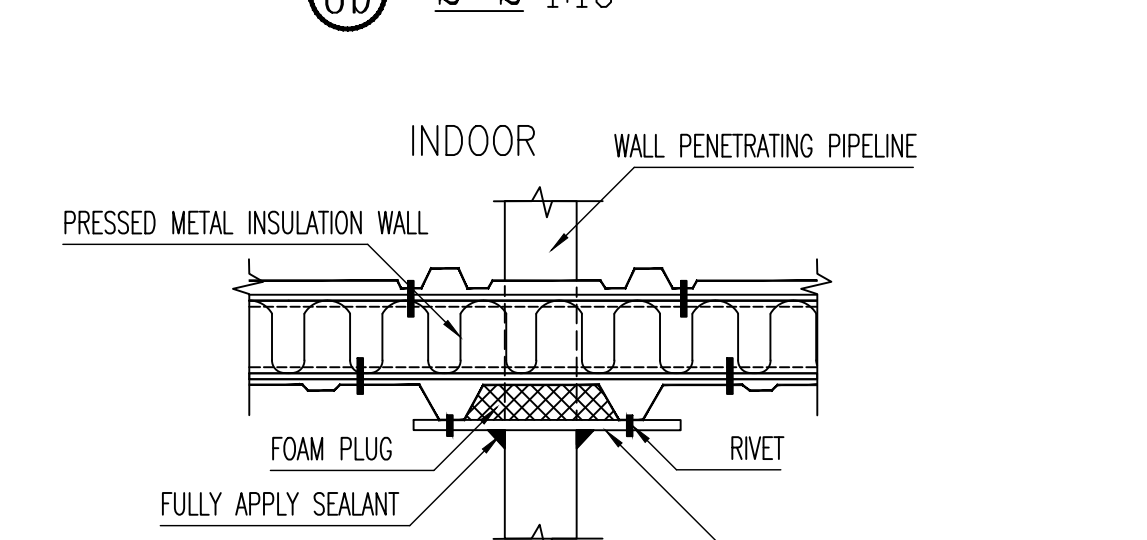 INDOOR
WALL PENETRATING PIPELINE
PRESSED METAL INSULATION WALL
FOAM PLUG
RIVET
FULLY APPLY SEALANT